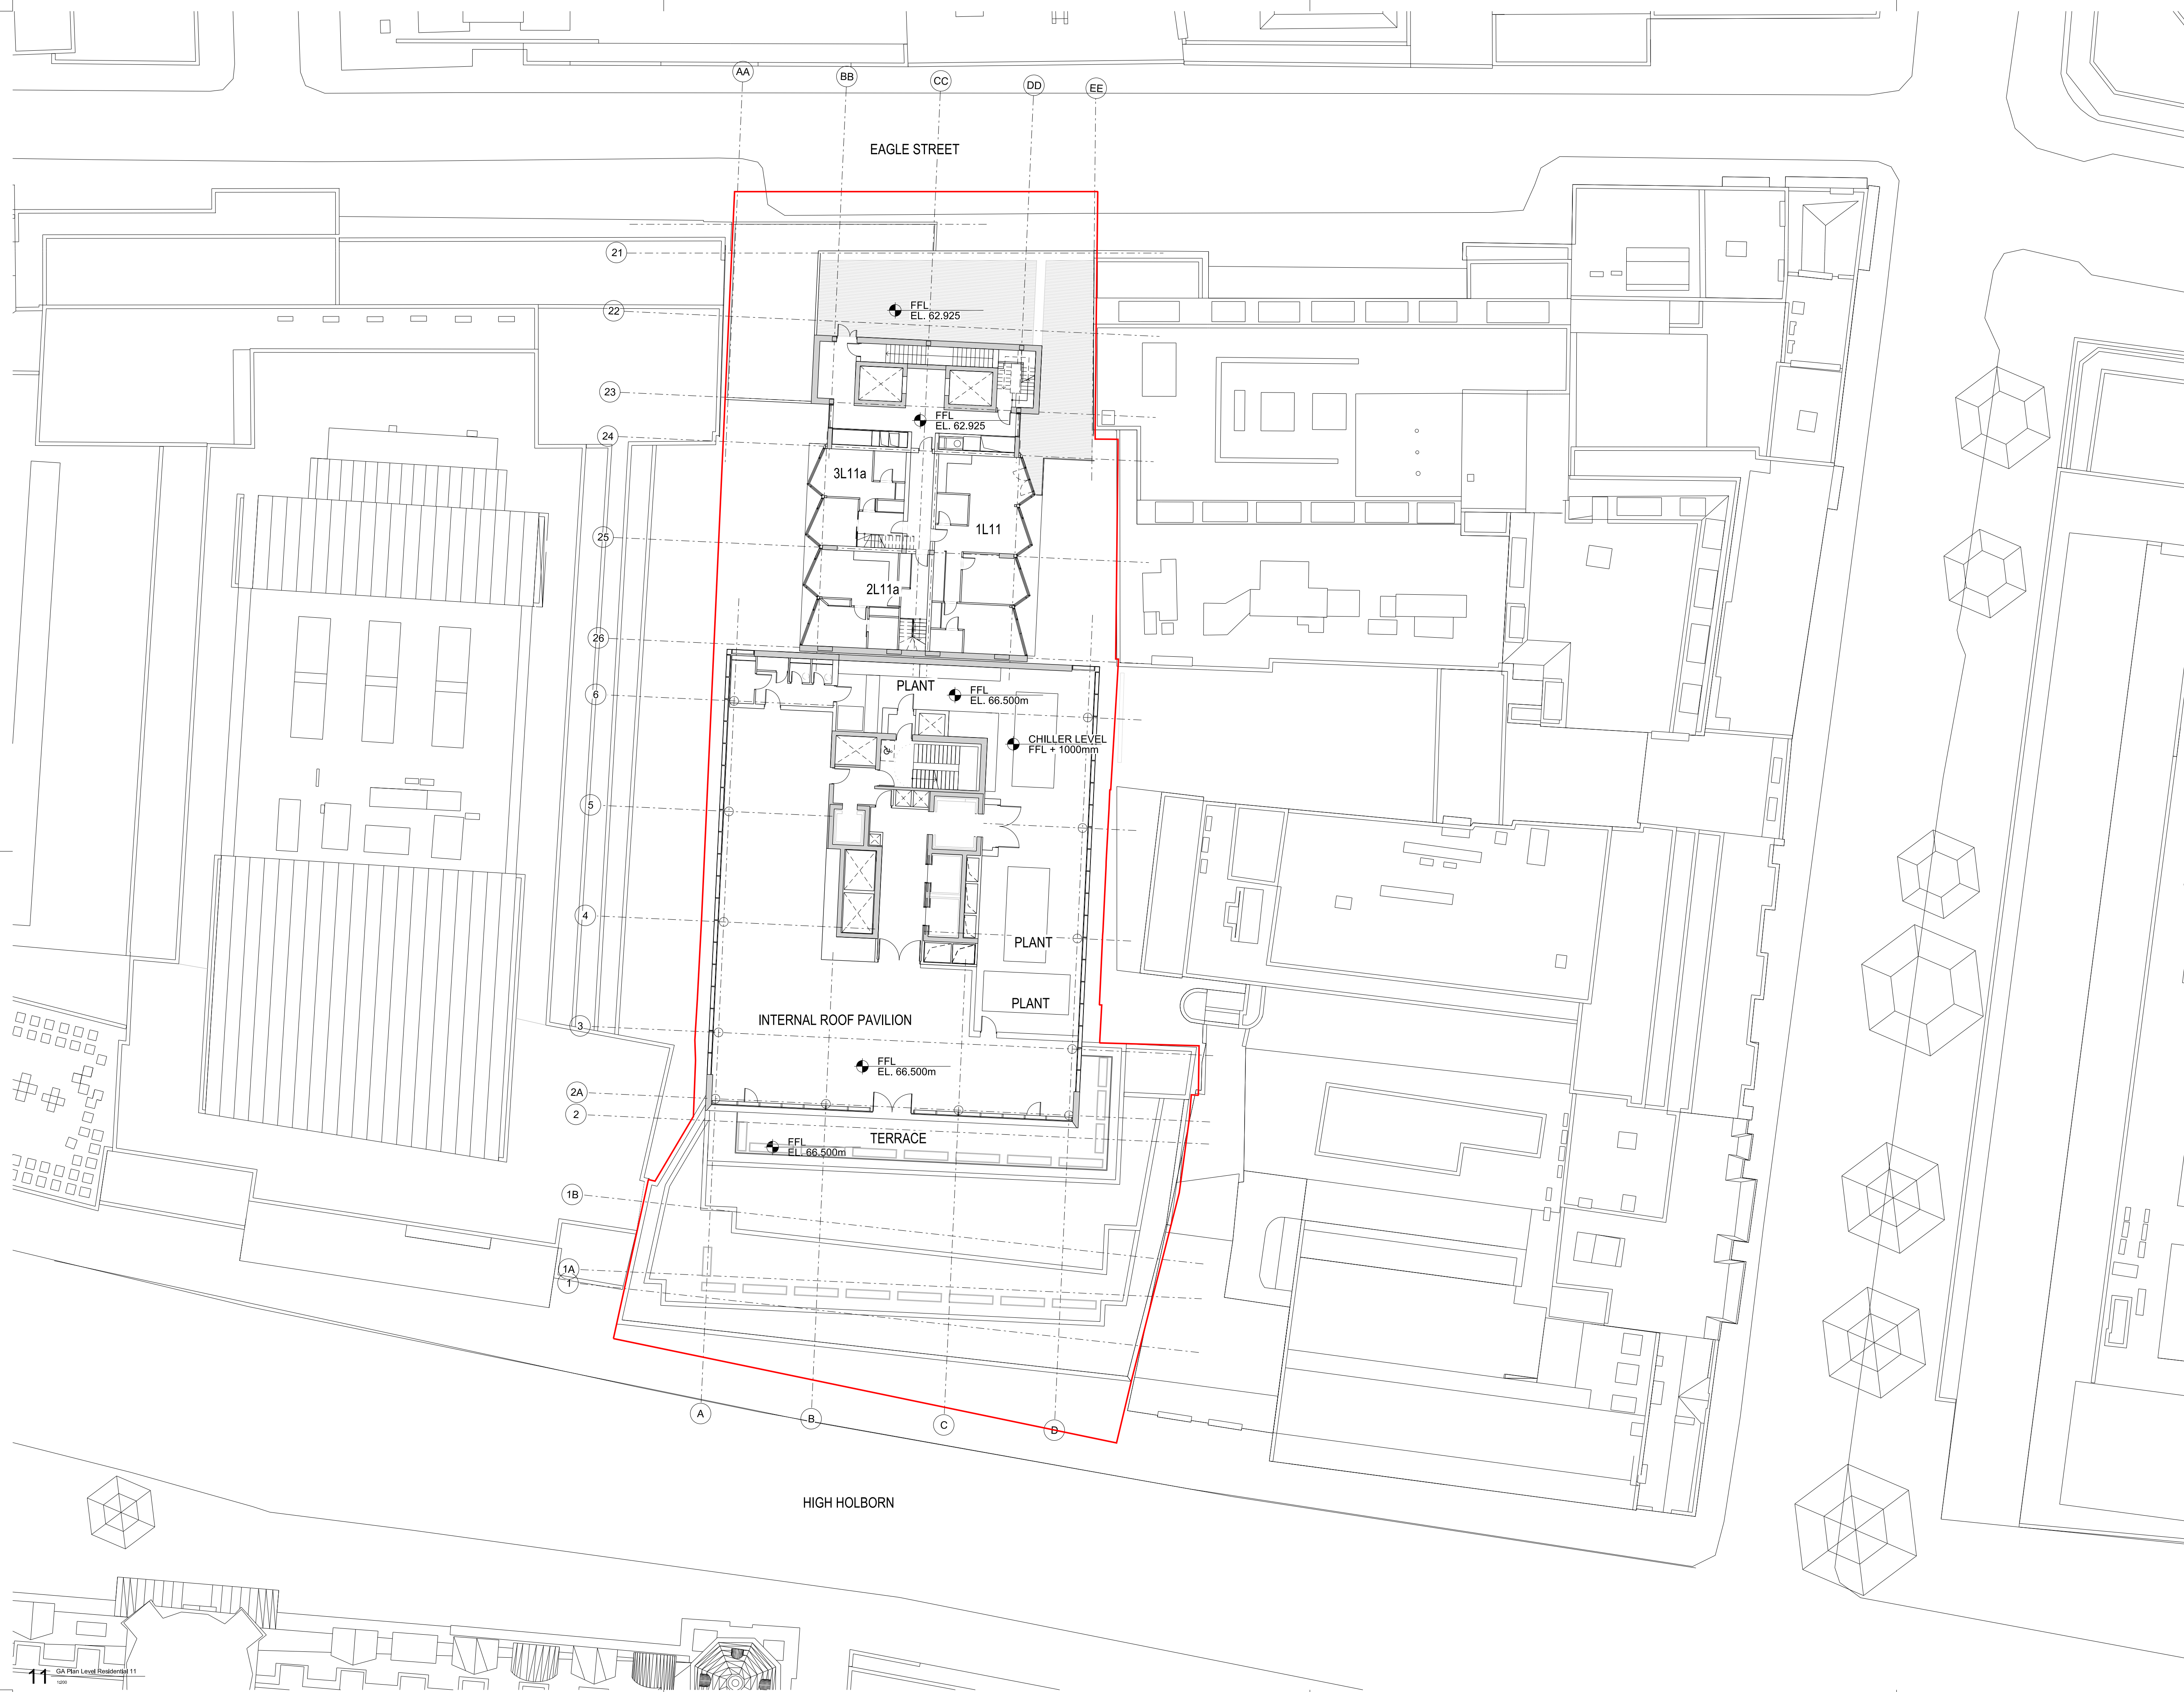 AA
BB
CC
DD
EE
EAGLE STREET
21
22
FFL
EL. 62.925
23
FFL
EL. 62.925
24
3L11a
1L11
25
2L11a
26
PLANT
6
FFL
EL. 66.500m
CHILLER LEVEL
FFL + 1000mm
5
4
PLANT
PLANT
3
INTERNAL ROOF PAVILION
FFL
EL. 66.500m
2A
2
TERRACE
FFL
EL. 66.500m
1B
1A
1
A
B
C
D
HIGH HOLBORN
11
GA Plan Level Residential 11
1:200